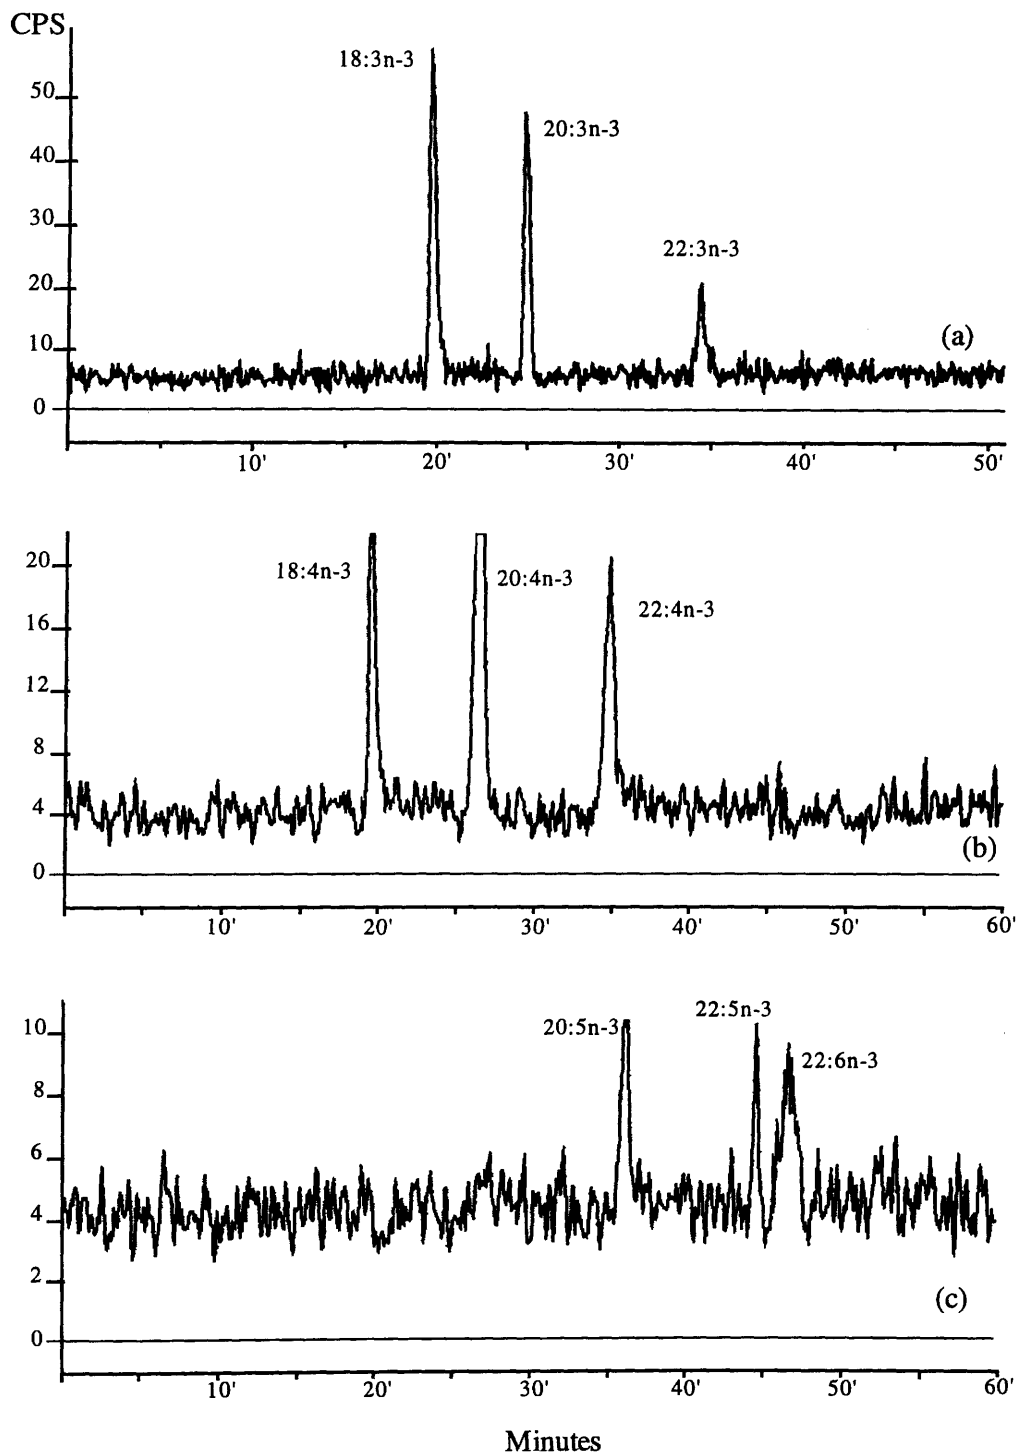 CPS
18:3n-3
50
20:3n-3
40
30
22:3n-3
20
10
(a)
0
10' 20' 30' 40' 50'
20
18:4n-3
20:4n-3
16
22:4n-3
12
8
4
(b)
0
10' 20' 30' 40' 50' 60'
22:5n-3
10
20:5n-3
22:6n-3
8
6
4
2
(c)
0
10' 20' 30' 40' 50' 60'
Minutes